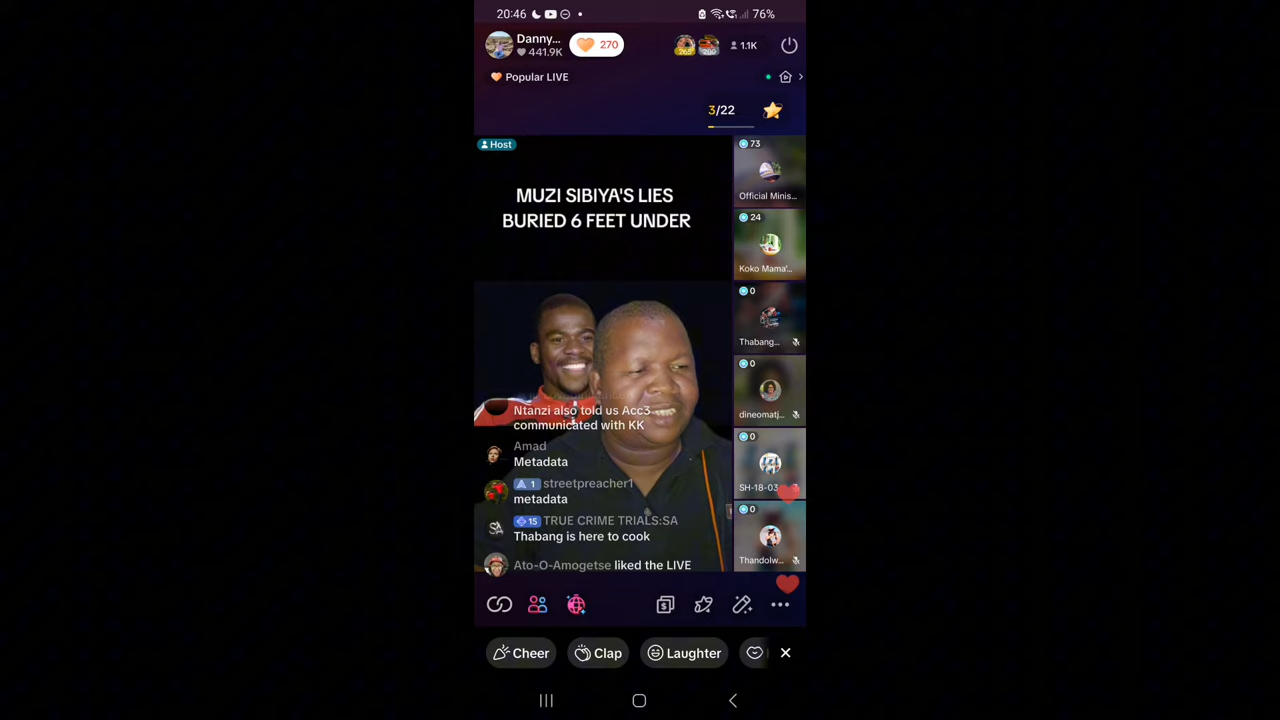 20:46
76%
Danny...
441.9K
270
265
200
1.1K
Popular LIVE
3/22
Host
MUZI SIBIYA'S LIES
BURIED 6 FEET UNDER
73
Official Minis...
24
Koko Mama'...
0
Thabang...
0
dineomatj...
0
SH-18-03
0
Thandolw...
Ntanzi also told us Acc3
communicated with KK
Amad
Metadata
1 streetpreacher1
metadata
SA
15 TRUE CRIME TRIALS:SA
Thabang is here to cook
Ato-O-Amogetse liked the LIVE
Cheer
Clap
Laughter